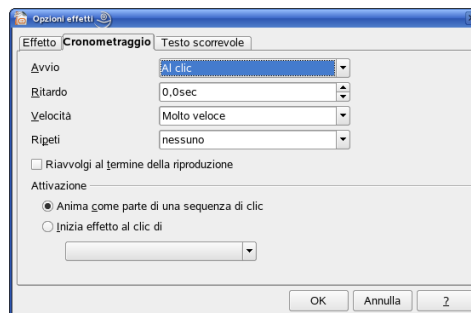 Opzioni effetti
Effetto Cronometraggio Testo scorrevole
Avvio Al clic
Ritardo 0,0sec
Velocità Molto veloce
Ripeti nessuno
Riavvolgi al termine della riproduzione
Attivazione
Anima come parte di una sequenza di clic
Inizia effetto al clic di
OK Annulla ?